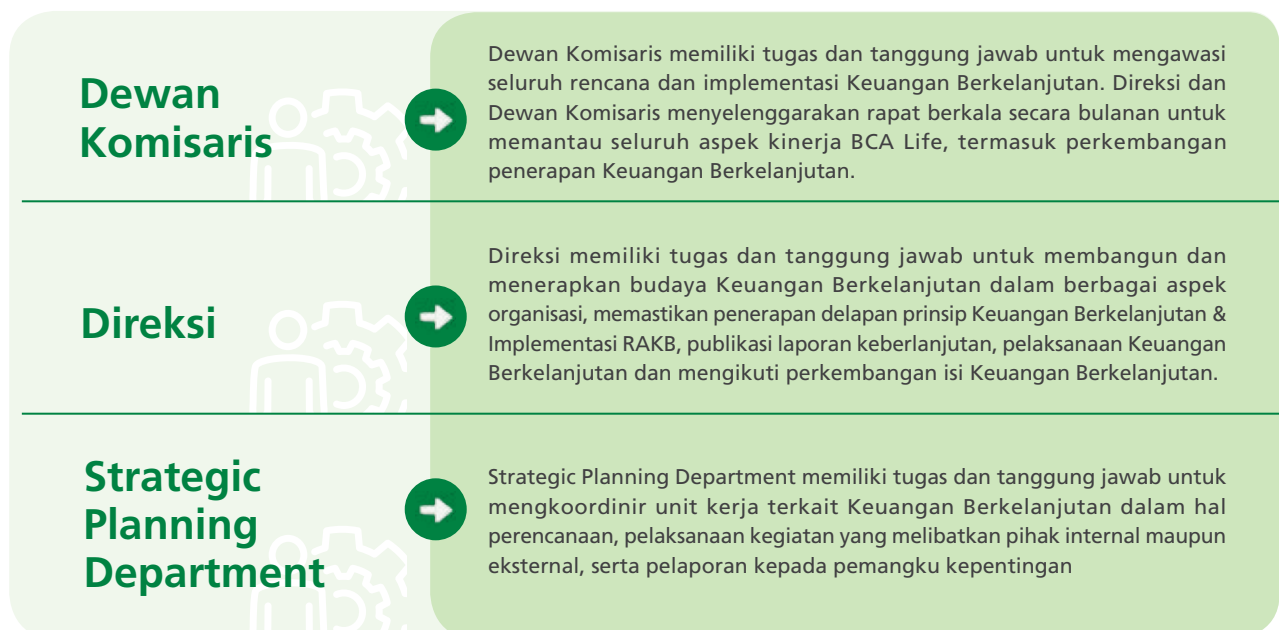 Dewan
Komisaris
Dewan Komisaris memiliki tugas dan tanggung jawab untuk mengawasi
seluruh rencana dan implementasi Keuangan Berkelanjutan. Direksi dan
Dewan Komisaris menyelenggarakan rapat berkala secara bulanan untuk
memantau seluruh aspek kinerja BCA Life, termasuk perkembangan
penerapan Keuangan Berkelanjutan.
Direksi
Direksi memiliki tugas dan tanggung jawab untuk membangun dan
menerapkan budaya Keuangan Berkelanjutan dalam berbagai aspek
organisasi, memastikan penerapan delapan prinsip Keuangan Berkelanjutan &
Implementasi RAKB, publikasi laporan keberlanjutan, pelaksanaan Keuangan
Berkelanjutan dan mengikuti perkembangan isi Keuangan Berkelanjutan.
Strategic
Planning
Department
Strategic Planning Department memiliki tugas dan tanggung jawab untuk
mengkoordinir unit kerja terkait Keuangan Berkelanjutan dalam hal
perencanaan, pelaksanaan kegiatan yang melibatkan pihak internal maupun
eksternal, serta pelaporan kepada pemangku kepentingan